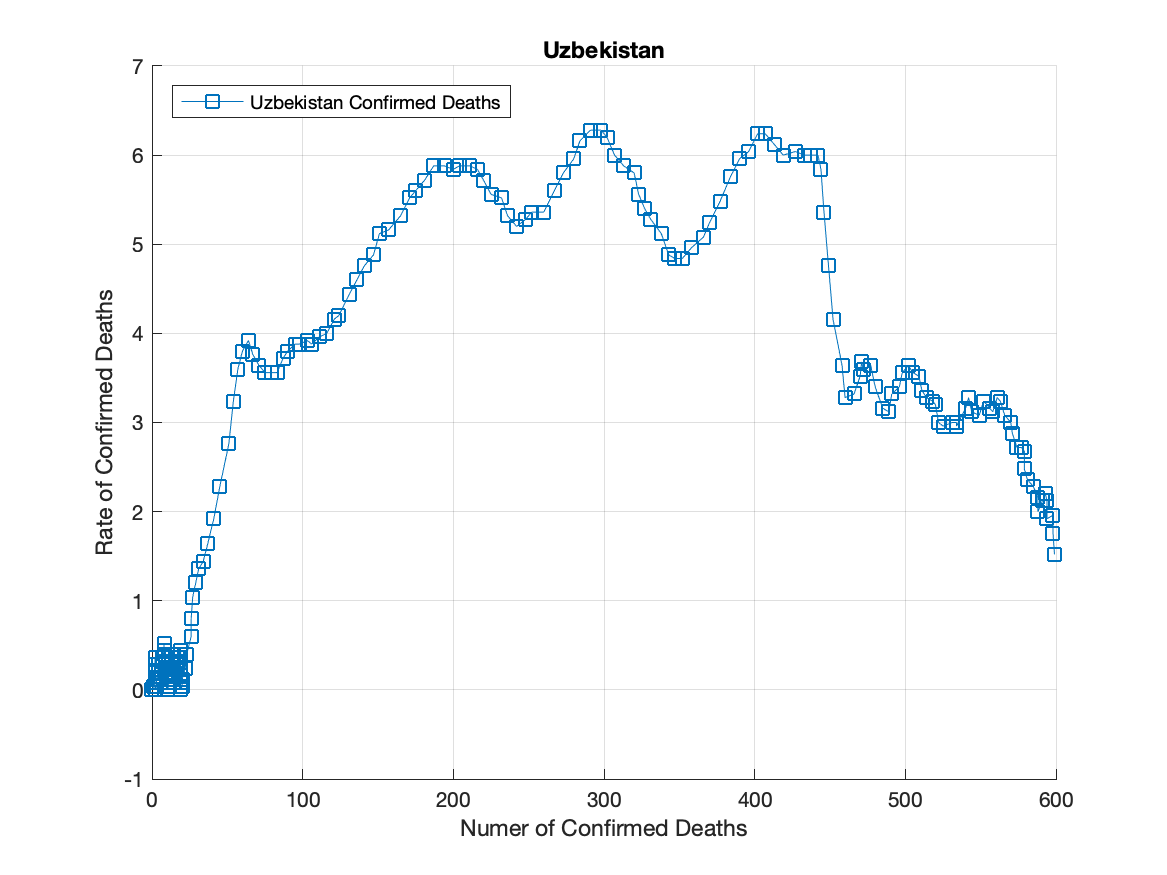 Uzbekistan
Uzbekistan Confirmed Deaths
Rate of Confirmed Deaths
7
6
5
4
3
2
1
0
-1
0 100 200 300 400 500 600
Numer of Confirmed Deaths